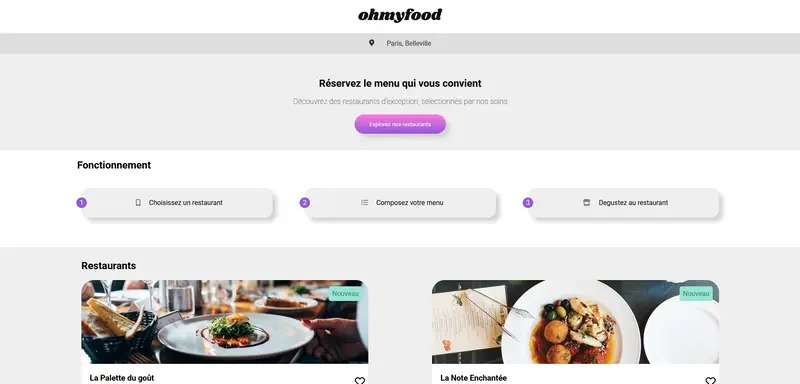 ohmyfood
Paris, Belleville
Réservez le menu qui vous convient
Découvrez des restaurants d'exception, selectionnés par nos soins
Explorez nos restaurants
Fonctionnement
1 Choisissez un restaurant
2 Composez votre menu
3 Degustez au restaurant
Restaurants
Nouveau
Nouveau
La Palette du goût
La Note Enchantée